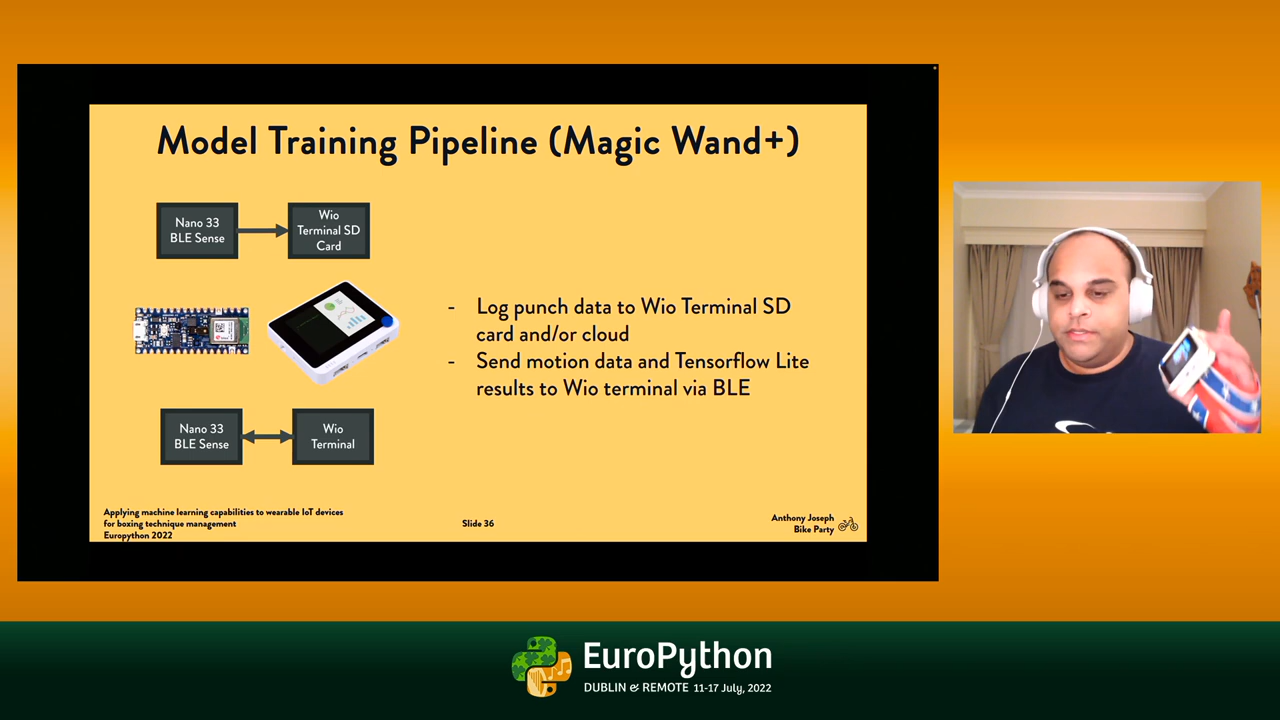 Model Training Pipeline (Magic Wand+)
Nano 33
BLE Sense
Wio
Terminal SD
Card
- Log punch data to Wio Terminal SD
card and/or cloud
- Send motion data and Tensorflow Lite
results to Wio terminal via BLE
Nano 33
BLE Sense
Wio
Terminal
Applying machine learning capabilities to wearable IoT devices
for boxing technique management
Europython 2022
Slide 36
Anthony Joseph
Bike Party
EuroPython
DUBLIN & REMOTE 11-17 July, 2022